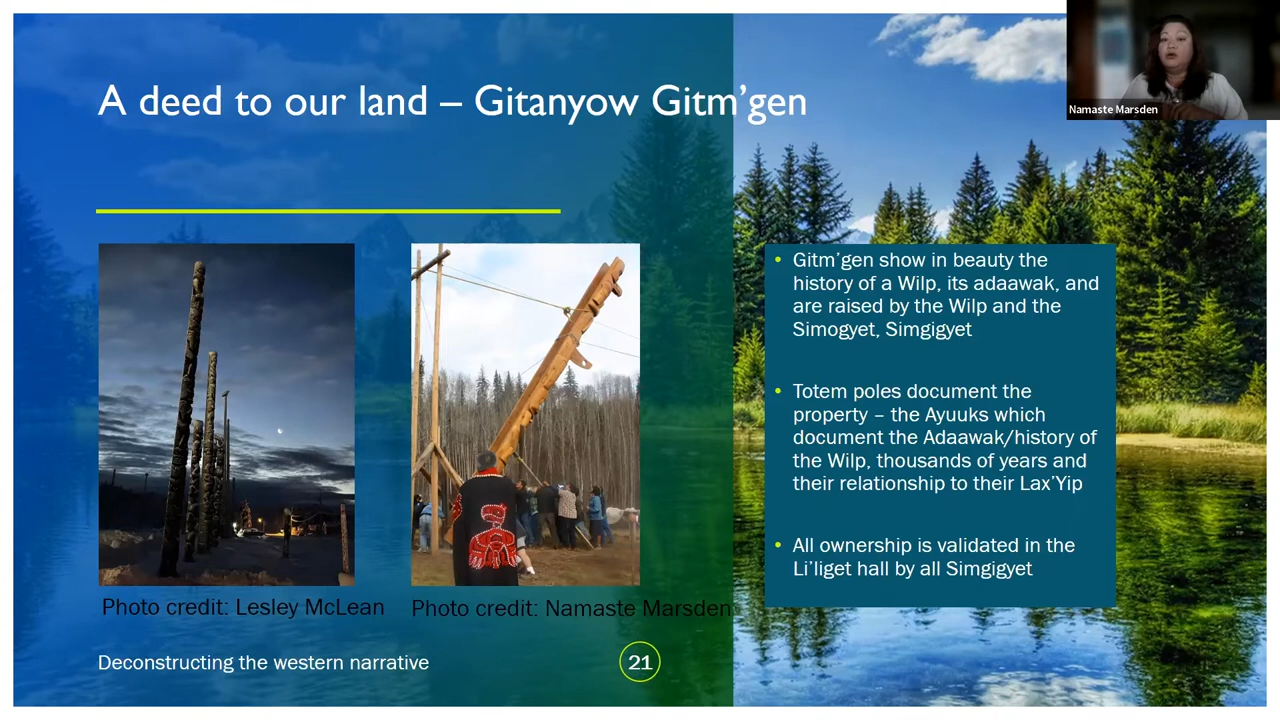 A deed to our land – Gitanyow Gitm’gen
Namaste Marsden
• Gitm’gen show in beauty the
history of a Wilp, its adaawak, and
are raised by the Wilp and the
Simogyet, Simgigyet
• Totem poles document the
property – the Ayuuks which
document the Adaawak/history of
the Wilp, thousands of years and
their relationship to their Lax’Yip
• All ownership is validated in the
Li’liget hall by all Simgigyet
Photo credit: Lesley McLean
Photo credit: Namaste Marsden
Deconstructing the western narrative
21